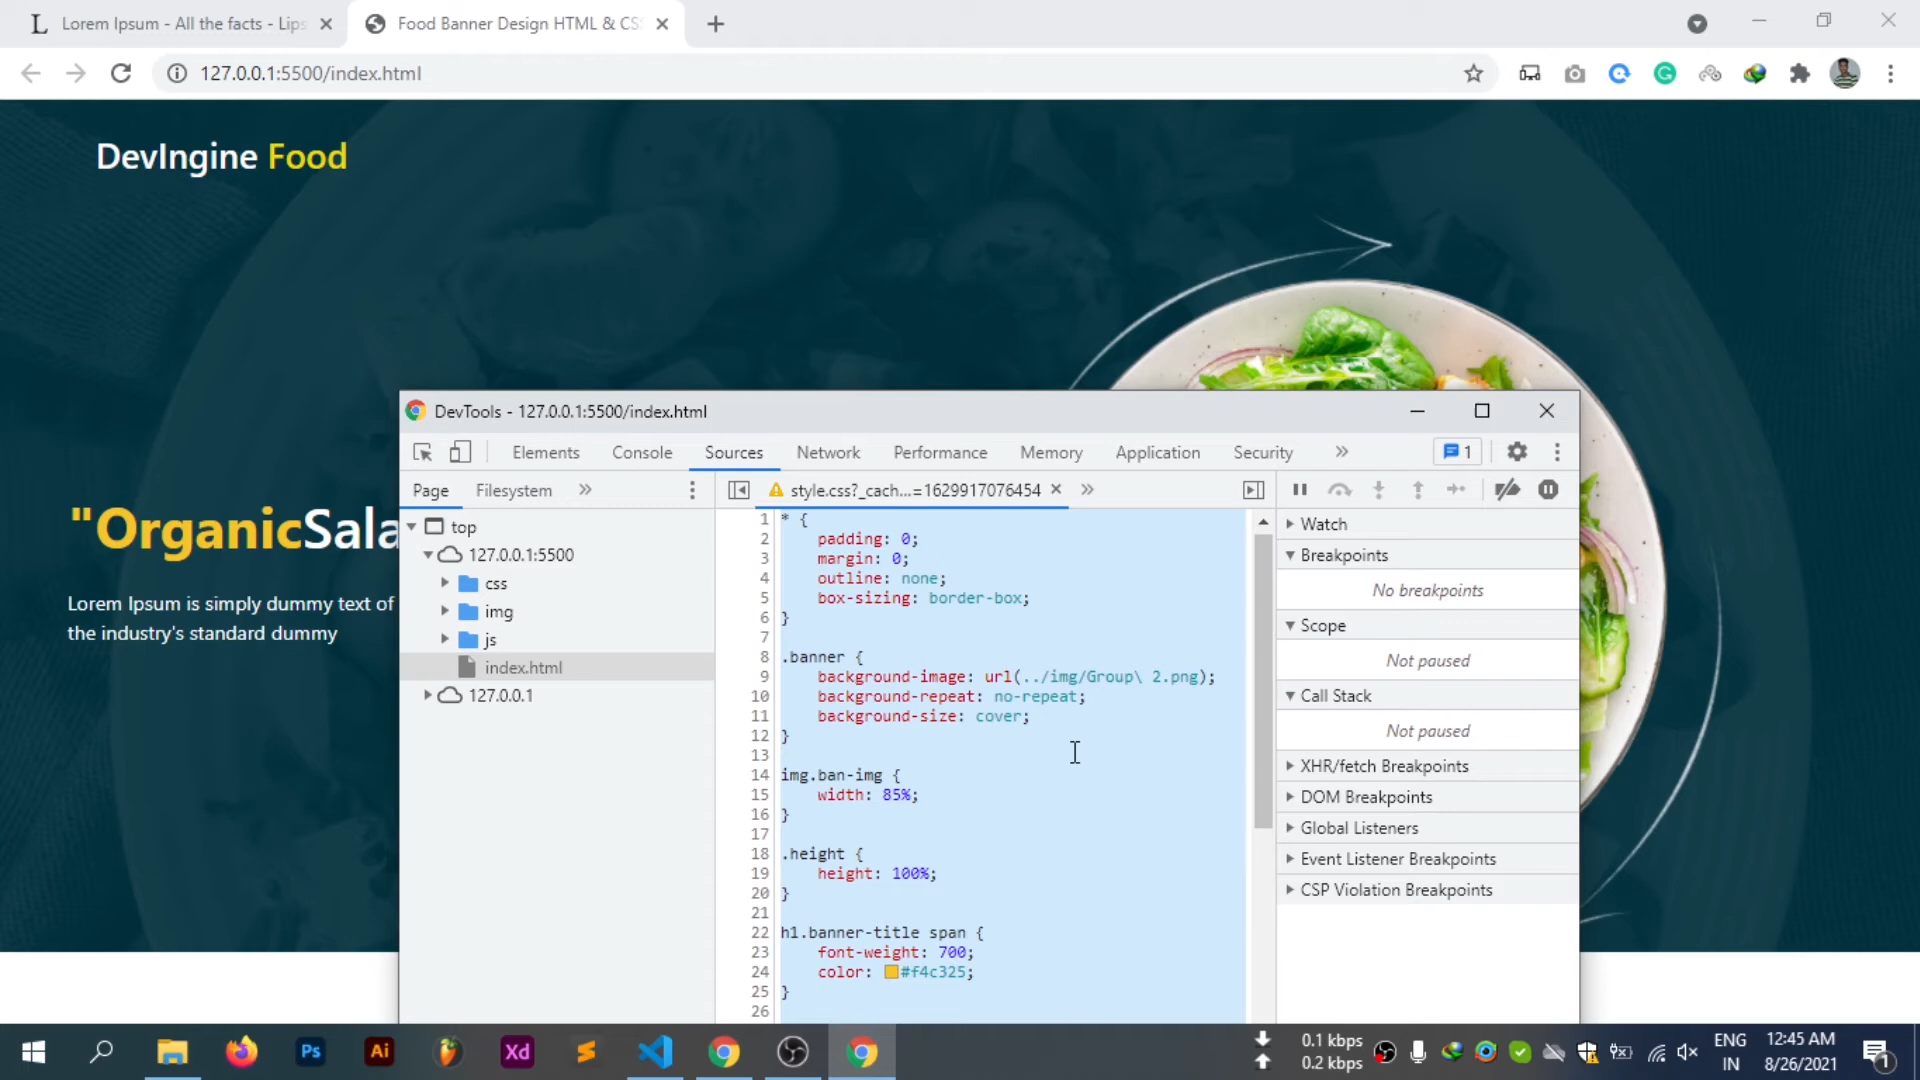 Lorem Ipsum - All the facts - Lips
Food Banner Design HTML & CS
127.0.0.1:5500/index.html
DevIngine Food
"OrganicSala
Lorem Ipsum is simply dummy text of
the industry's standard dummy
DevTools - 127.0.0.1:5500/index.html
Elements Console Sources Network Performance Memory Application Security » 1
Page Filesystem » style.css?_cach...=1629917076454 »
top
127.0.0.1:5500
css
img
js
index.html
127.0.0.1
1 * {
2 padding: 0;
3 margin: 0;
4 outline: none;
5 box-sizing: border-box;
6 }
7
8 .banner {
9 background-image: url(../img/Group\ 2.png);
10 background-repeat: no-repeat;
11 background-size: cover;
12 }
13
14 img.ban-img {
15 width: 85%;
16 }
17
18 .height {
19 height: 100%;
20 }
21
22 h1.banner-title span {
23 font-weight: 700;
24 color: #f4c325;
25 }
26
Watch
Breakpoints
No breakpoints
Scope
Not paused
Call Stack
Not paused
XHR/fetch Breakpoints
DOM Breakpoints
Global Listeners
Event Listener Breakpoints
CSP Violation Breakpoints
Ps Ai Xd
0.1 kbps
0.2 kbps
ENG
IN
12:45 AM
8/26/2021
1